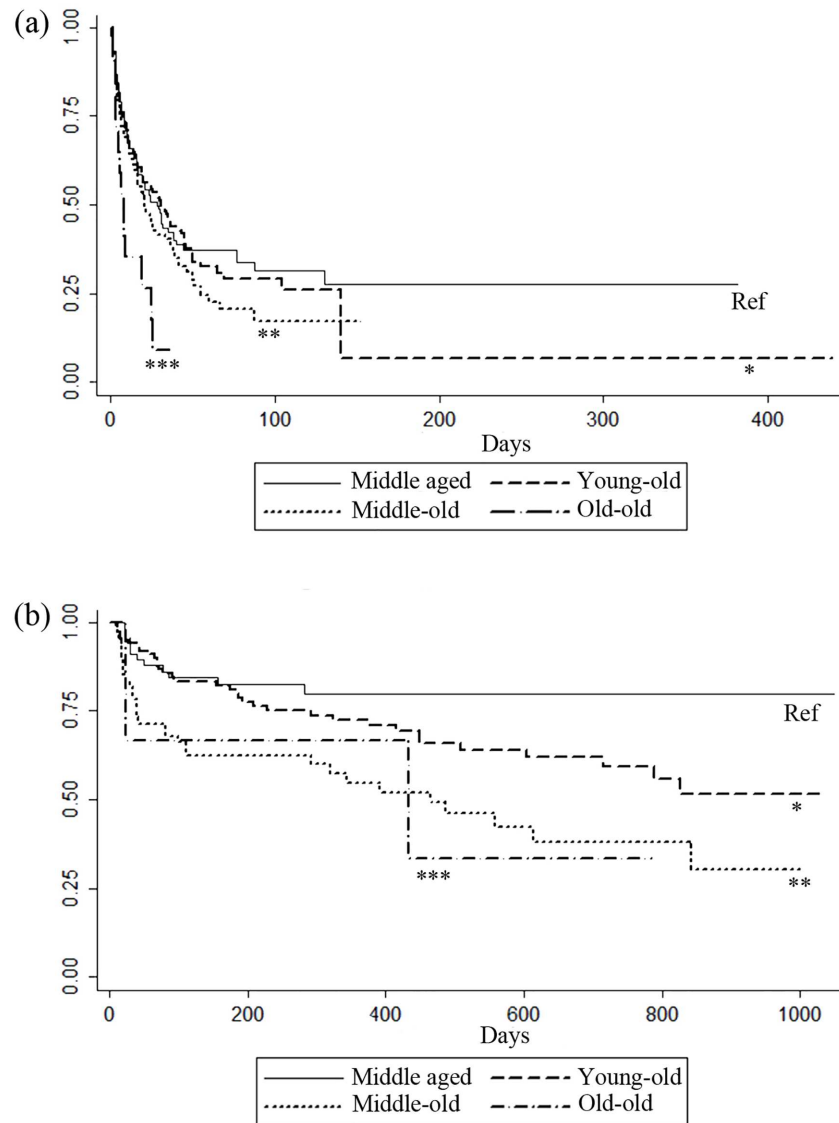 (a)
1.00
0.75
0.50
0.25
0.00
Ref
*
**
***
0 100 200 300 400
Days
Middle aged Young-old
Middle-old Old-old
(b)
1.00
0.75
0.50
0.25
0.00
Ref
*
***
**
0 200 400 600 800 1000
Days
Middle aged Young-old
Middle-old Old-old